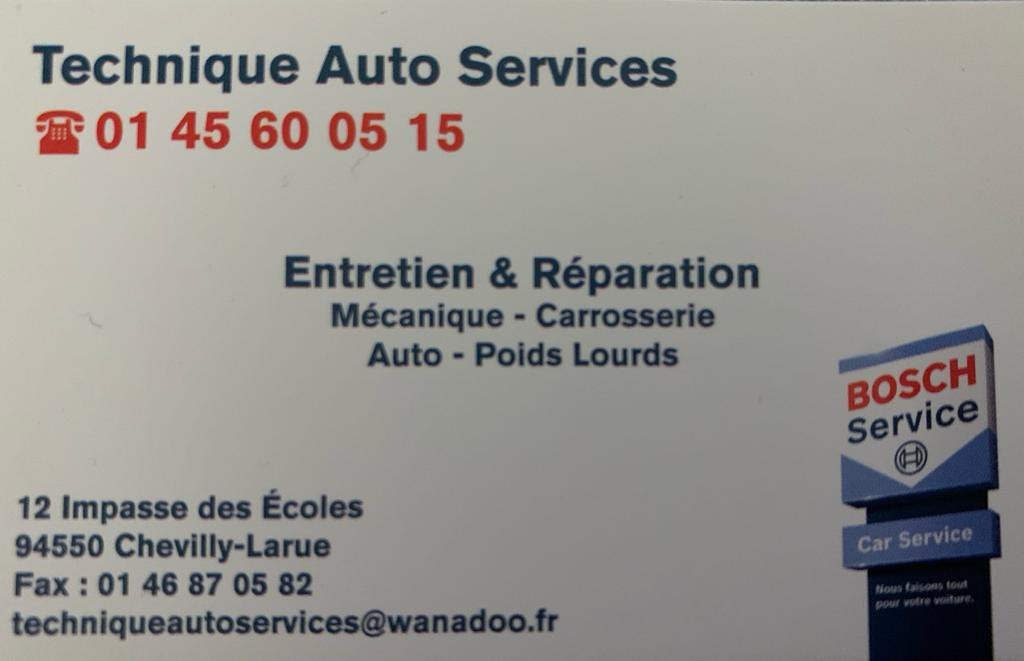 Technique Auto Services
01 45 60 05 15
Entretien & Réparation
Mécanique - Carrosserie
Auto - Poids Lourds
12 Impasse des Écoles
94550 Chevilly-Larue
Fax : 01 46 87 05 82
techniqueautoservices@wanadoo.fr
BOSCH
Service
Car Service
Nous faisons tout
pour votre voiture.